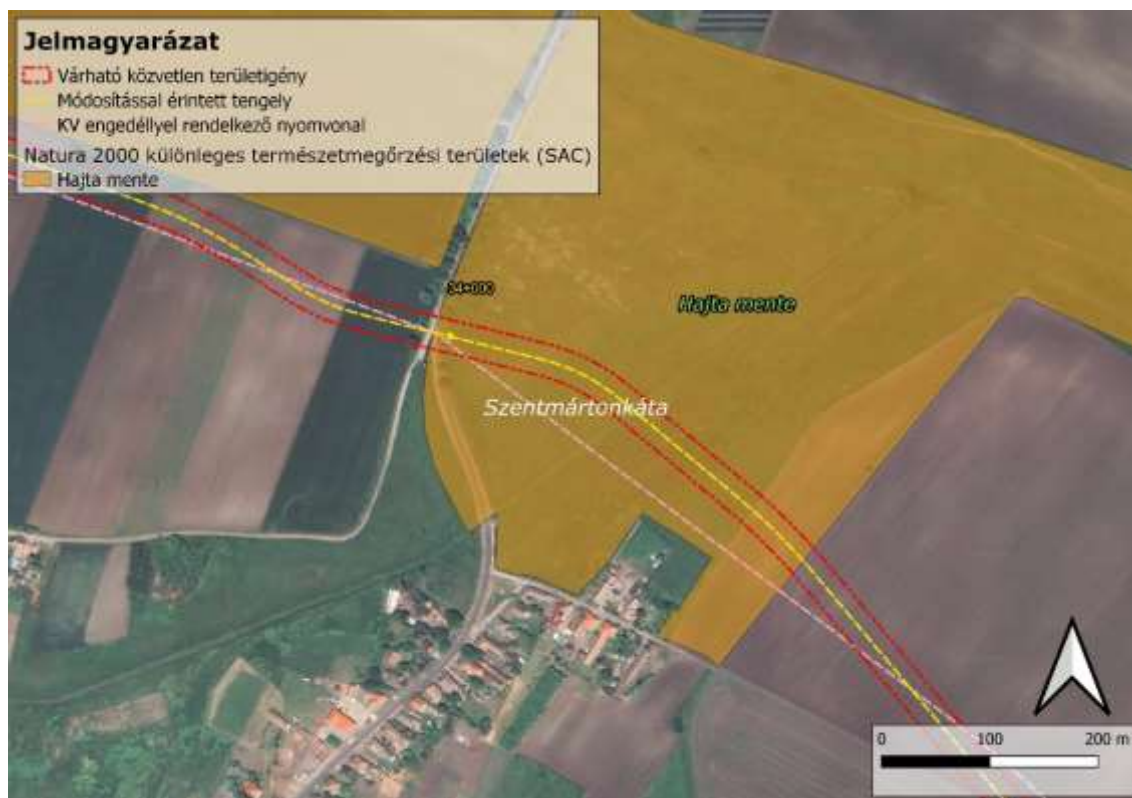 Jelmagyarázat
Várható közvetlen területigény
Módosítással érintett tengely
KV engedéllyel rendelkező nyomvonal
Natura 2000 különleges természetmegőrzési területek (SAC)
Hajta mente
34+000
Hajta mente
Szentmártonkáta
0 100 200 m